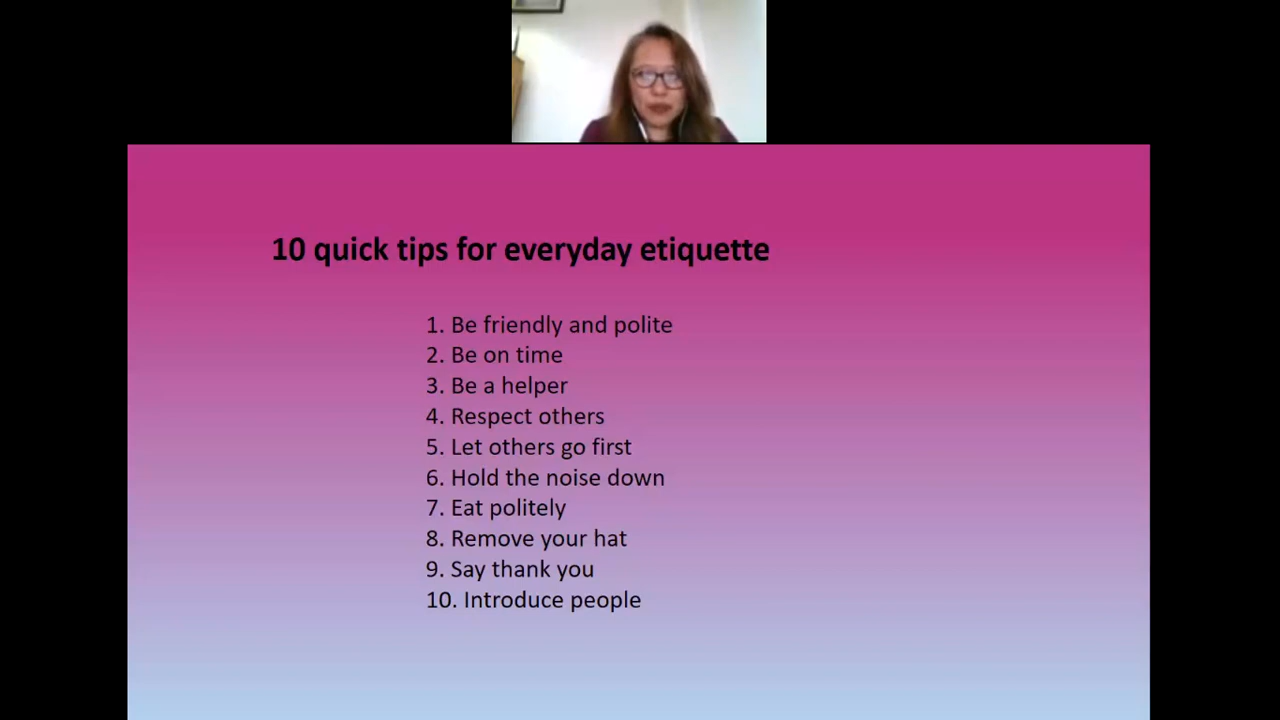 10 quick tips for everyday etiquette
1. Be friendly and polite
2. Be on time
3. Be a helper
4. Respect others
5. Let others go first
6. Hold the noise down
7. Eat politely
8. Remove your hat
9. Say thank you
10. Introduce people